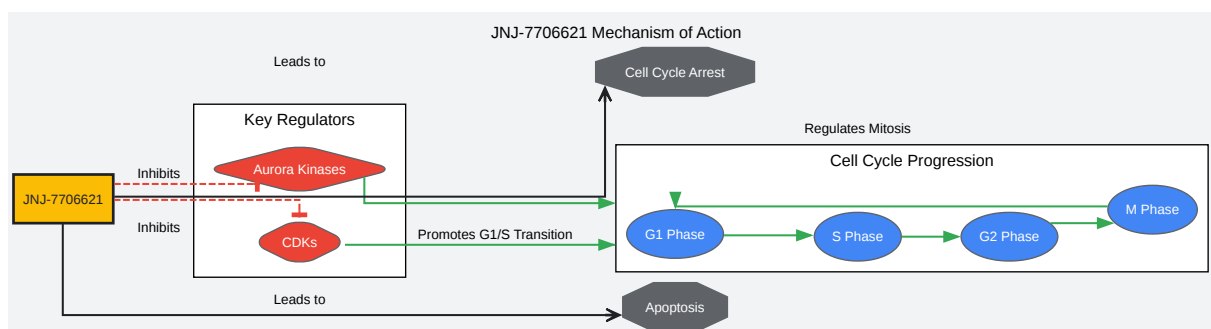 JNJ-7706621 Mechanism of Action
Leads to
Cell Cycle Arrest
Key Regulators
Regulates Mitosis
Cell Cycle Progression
Inhibits
Aurora Kinases
JNJ-7706621
M Phase
Inhibits
CDKs
Promotes G1/S Transition
G1 Phase
S Phase
G2 Phase
Leads to
Apoptosis